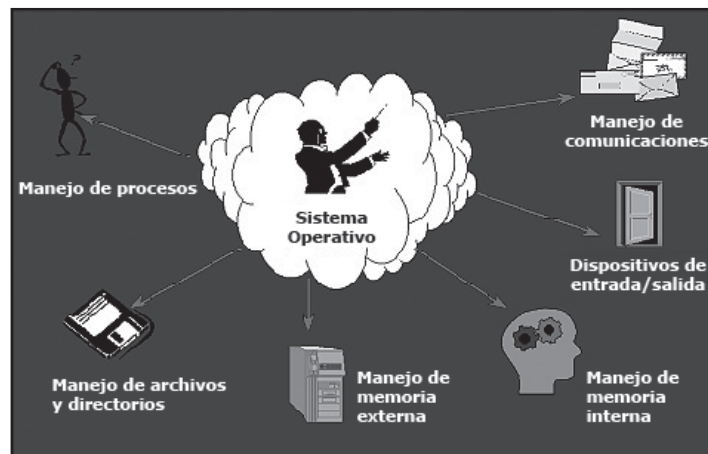 Sistema
Operativo
Manejo de procesos
Manejo de
comunicaciones
Dispositivos de
entrada/salida
Manejo de archivos
y directorios
Manejo de
memoria
externa
Manejo de
memoria
interna
?